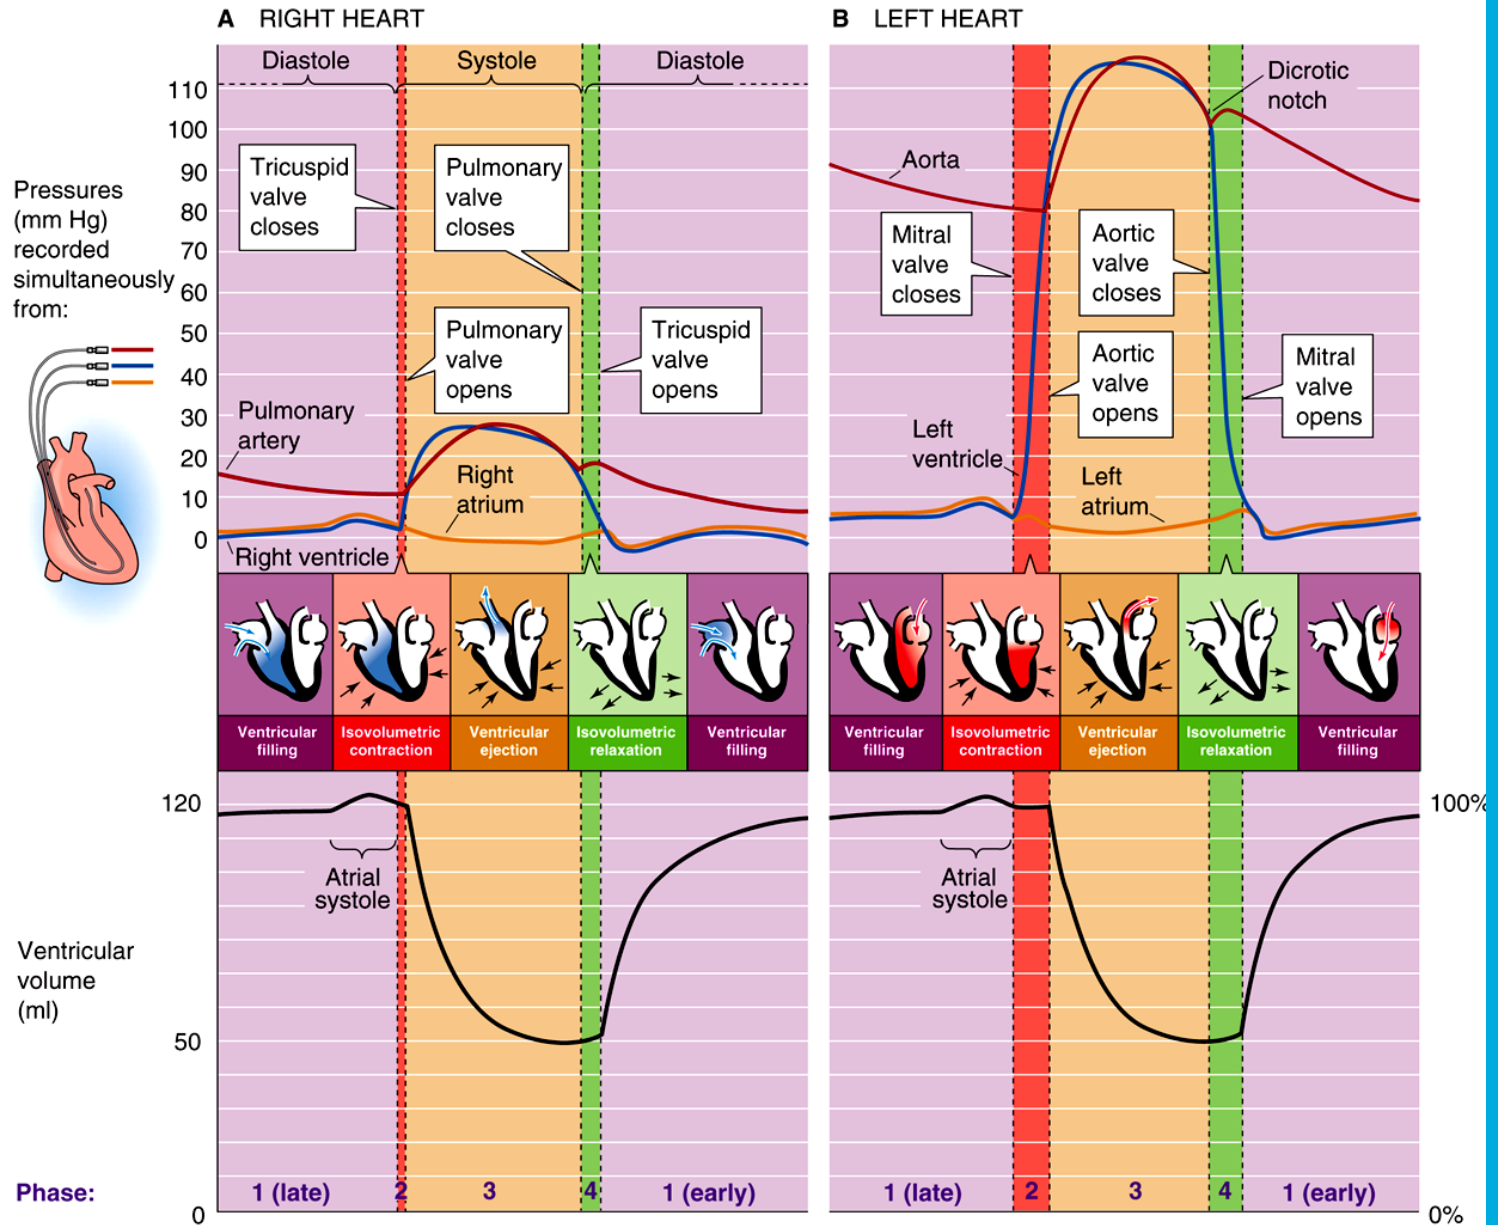 A RIGHT HEART
B LEFT HEART
Diastole
Systole
Diastole
Pressures
(mm Hg)
recorded
simultaneously
from:
110
100
90
80
70
60
50
40
30
20
10
0
Tricuspid
valve
closes
Pulmonary
valve
closes
Pulmonary
valve
opens
Tricuspid
valve
opens
Pulmonary
artery
Right
atrium
Right ventricle
Dicrotic
notch
Aorta
Mitral
valve
closes
Aortic
valve
closes
Aortic
valve
opens
Mitral
valve
opens
Left
ventricle
Left
atrium
Ventricular
filling
Isovolumetric
contraction
Ventricular
ejection
Isovolumetric
relaxation
Ventricular
filling
Ventricular
filling
Isovolumetric
contraction
Ventricular
ejection
Isovolumetric
relaxation
Ventricular
filling
Ventricular
volume
(ml)
120
50
0
Atrial
systole
Atrial
systole
100%
0%
Phase:
1 (late)
2
3
4
1 (early)
1 (late)
2
3
4
1 (early)